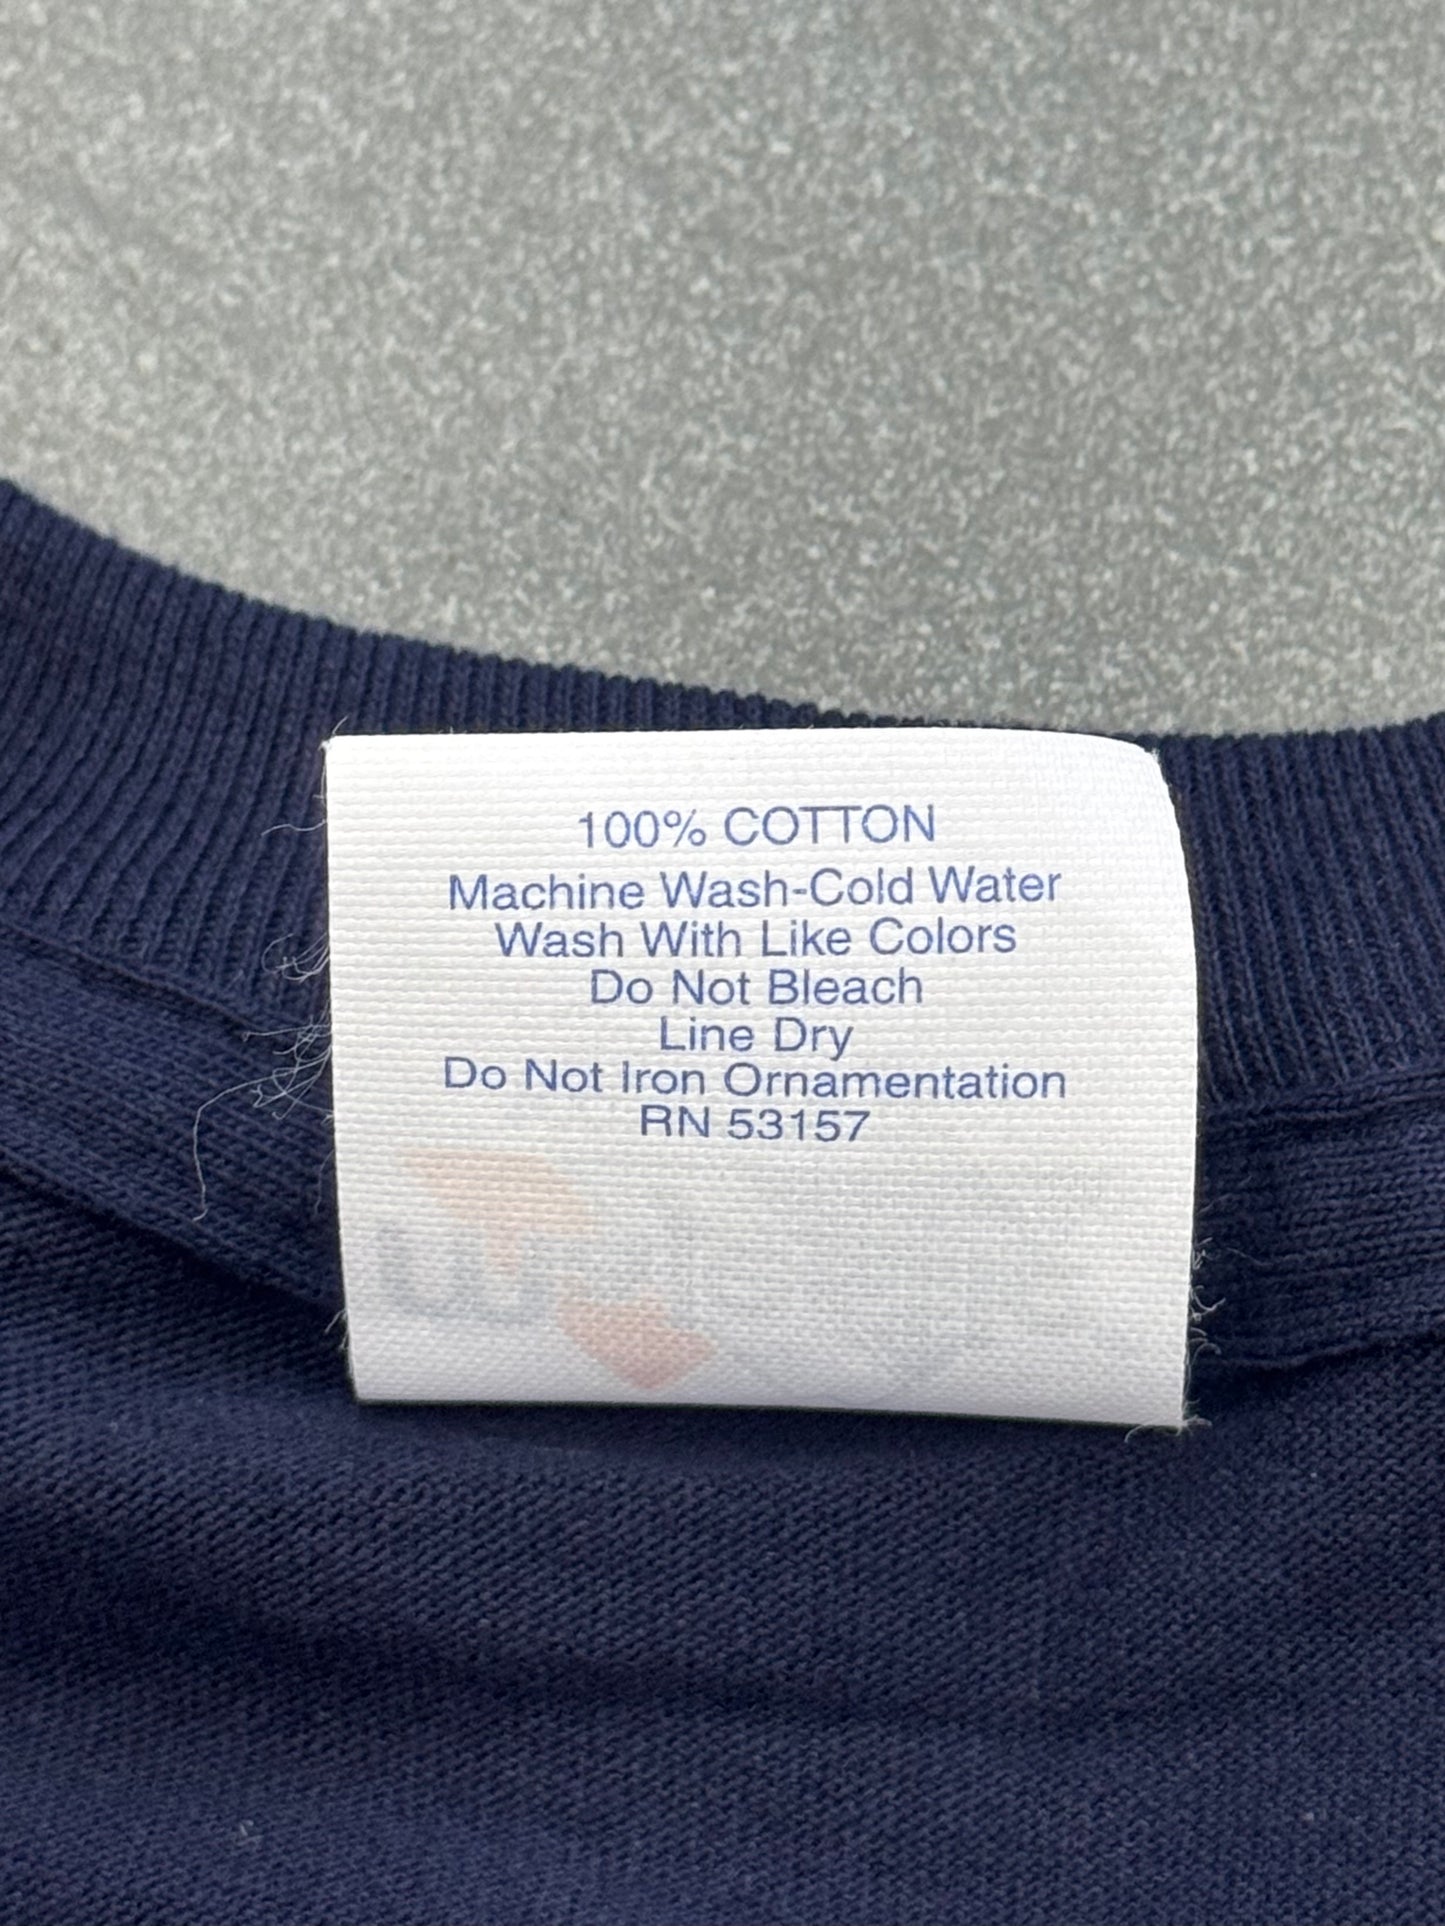 100% COTTON
Machine Wash-Cold Water
Wash With Like Colors
Do Not Bleach
Line Dry
Do Not Iron Ornamentation
RN 53157